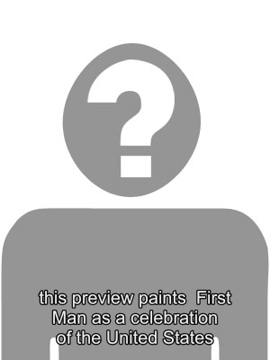 ?
this preview paints  First
Man as a celebration
of the United States